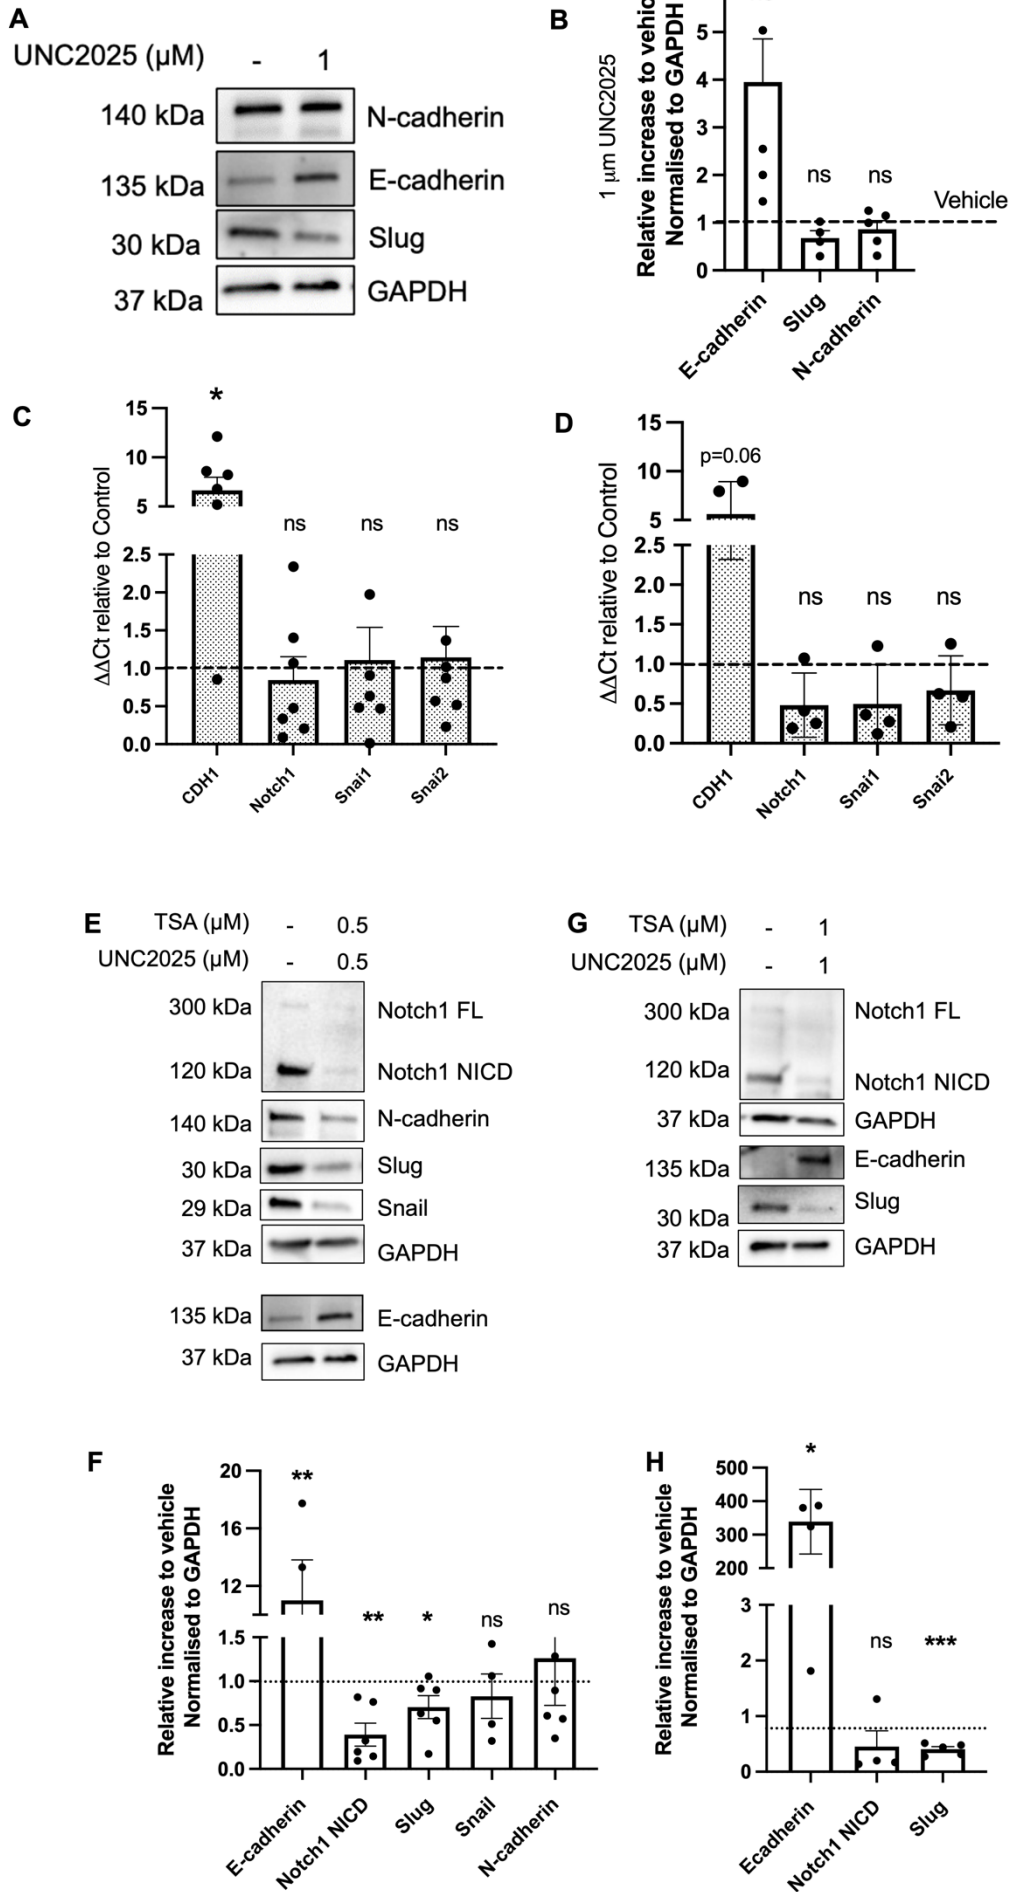 A
UNC2025 (μM) - 1
140 kDa N-cadherin
135 kDa E-cadherin
30 kDa Slug
37 kDa GAPDH
B
1 μm UNC2025
Relative increase to
Normalised to GAPDH
5
4
3
2
1
0
ns ns
Vehicle
E-cadherin
Slug
N-cadherin
C
ΔΔCt relative to Control
15
10
5
2.5
2.0
1.5
1.0
0.5
0.0
*
ns ns ns
CDH1
Notch1
Snai1
Snai2
D
ΔΔCt relative to Control
15
10
5
2.5
2.0
1.5
1.0
0.5
0.0
p=0.06
ns ns ns
CDH1
Notch1
Snai1
Snai2
E
TSA (μM) - 0.5
UNC2025 (μM) - 0.5
300 kDa Notch1 FL
120 kDa Notch1 NICD
140 kDa N-cadherin
30 kDa Slug
29 kDa Snail
37 kDa GAPDH
135 kDa E-cadherin
37 kDa GAPDH
G
TSA (μM) - 1
UNC2025 (μM) - 1
300 kDa Notch1 FL
120 kDa Notch1 NICD
37 kDa GAPDH
135 kDa E-cadherin
30 kDa Slug
37 kDa GAPDH
F
Relative increase to vehicle
Normalised to GAPDH
20
16
12
1.5
1.0
0.5
0.0
** ** * ns ns
E-cadherin
Notch1 NICD
Slug
Snail
N-cadherin
H
Relative increase to vehicle
Normalised to GAPDH
500
400
300
200
3
2
1
0
* ns ***
Ecadherin
Notch1 NICD
Slug